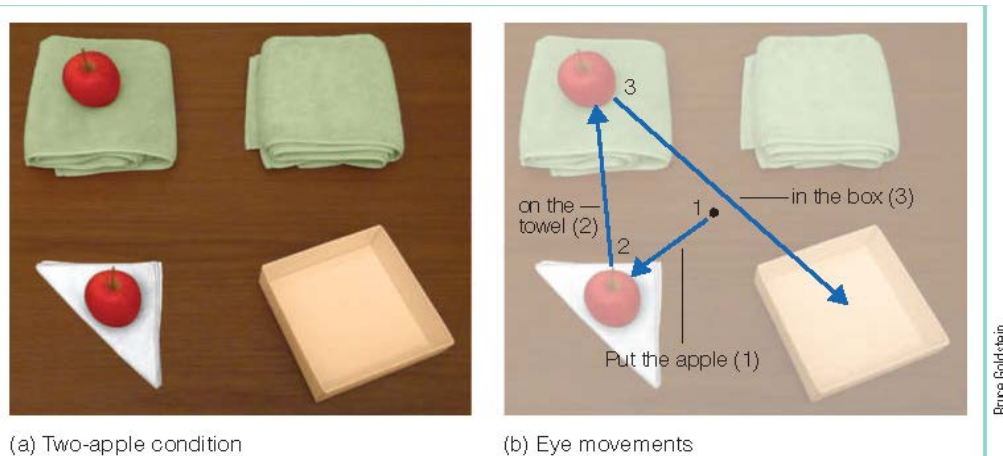 on the
towel (2)
1
2
3
in the box (3)
Put the apple (1)
(a) Two-apple condition
(b) Eye movements
Bruce Goldstein